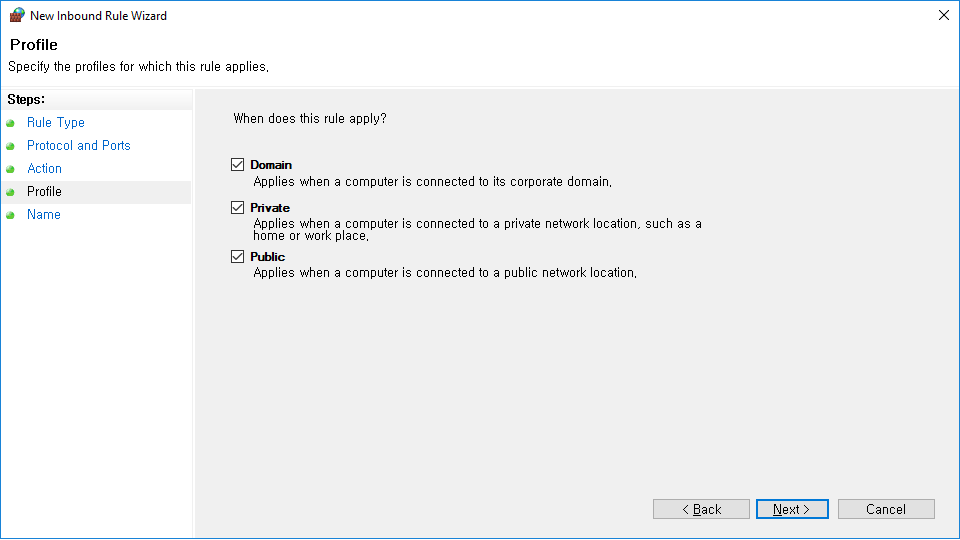 New Inbound Rule Wizard
Profile
Specify the profiles for which this rule applies.
Steps:
Rule Type
Protocol and Ports
Action
Profile
Name
When does this rule apply?
Domain
Applies when a computer is connected to its corporate domain.
Private
Applies when a computer is connected to a private network location, such as a
home or work place.
Public
Applies when a computer is connected to a public network location.
< Back
Next >
Cancel